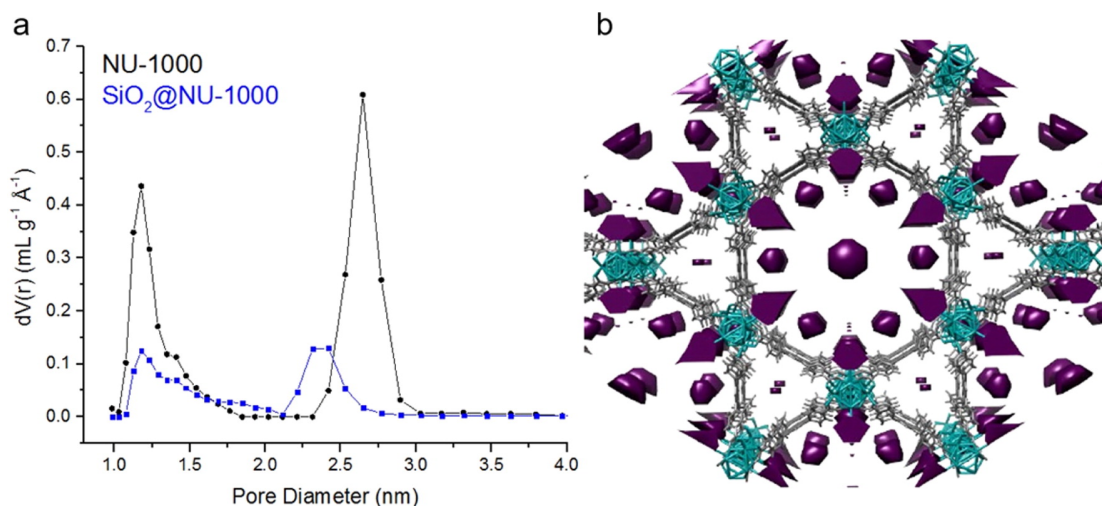 a
b
NU-1000
SiO₂@NU-1000
0.7
0.6
0.5
0.4
0.3
0.2
0.1
0.0
dV(r) (mL g⁻¹ Å⁻¹)
1.0 1.5 2.0 2.5 3.0 3.5 4.0
Pore Diameter (nm)